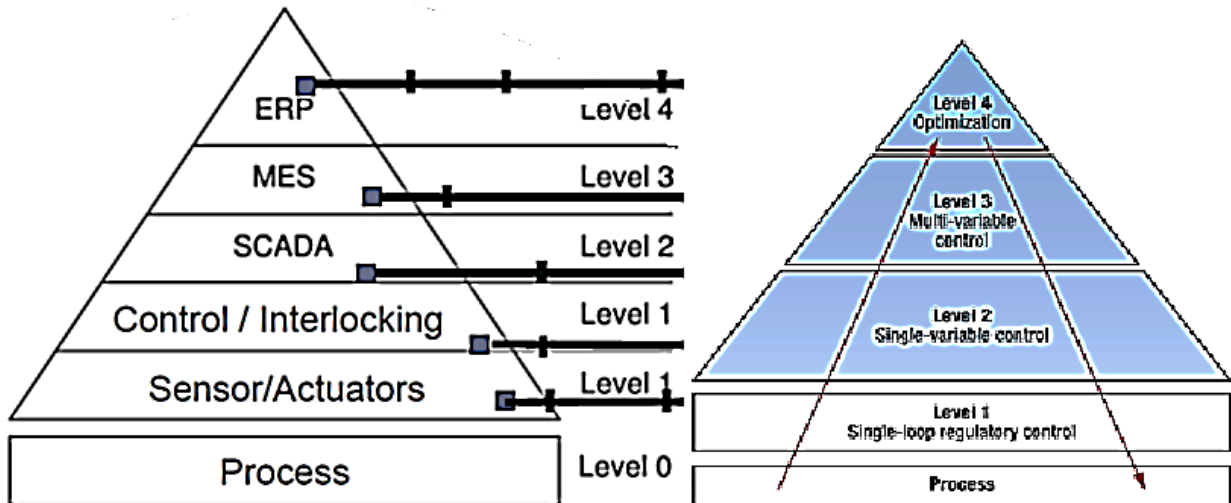 ERP
Level 4
MES
Level 3
SCADA
Level 2
Control / Interlocking
Level 1
Sensor/Actuators
Level 1
Process
Level 0
Level 4
Optimization
Level 3
Multi-variable
control
Level 2
Single-variable control
Level 1
Single-loop regulatory control
Process